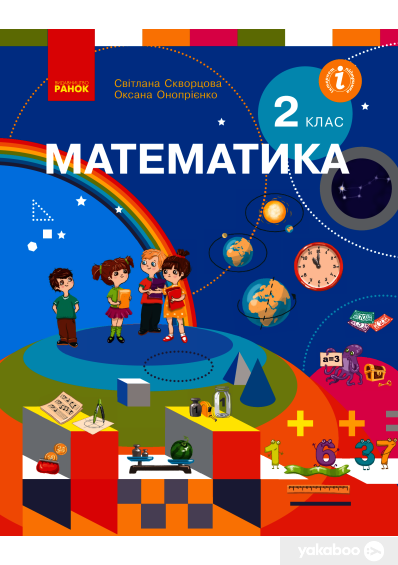 ВИДАВНИЦТВО
РАНОК
Світлана Скворцова
Оксана Онопрієнко
2 КЛАС
МАТЕМАТИКА
a=3
1 6 3 7
yakaboo